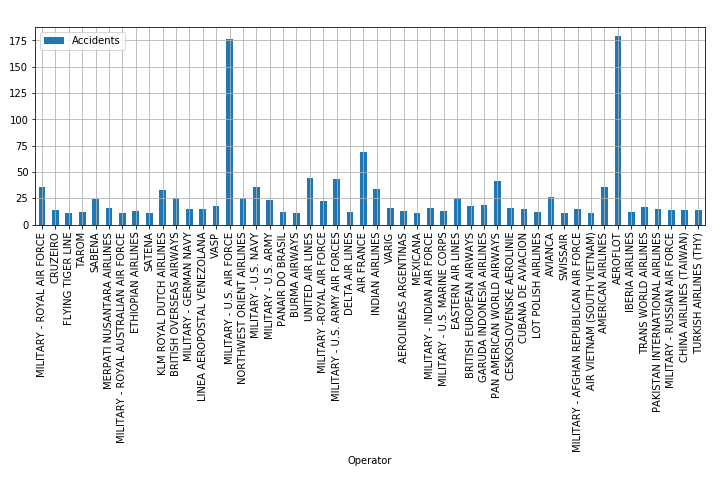 175
150
125
100
75
50
25
0
Accidents
MILITARY - ROYAL AIR FORCE
CRUZEIRO
FLYING TIGER LINE
TAROM
SABENA
MERPATI NUSANTARA AIRLINES
MILITARY - ROYAL AUSTRALIAN AIR FORCE
ETHIOPIAN AIRLINES
SATENA
KLM ROYAL DUTCH AIRLINES
BRITISH OVERSEAS AIRWAYS
MILITARY - GERMAN NAVY
LINEA AEROPOSTAL VENEZOLANA
VASP
MILITARY - U.S. AIR FORCE
NORTHWEST ORIENT AIRLINES
MILITARY - U.S. NAVY
MILITARY - U.S. ARMY
PANAIR DO BRASIL
BURMA AIRWAYS
UNITED AIR LINES
MILITARY -ROYAL AIR FORCE
MILITARY - U.S. ARMY AIR FORCES
DELTA AIR LINES
AIR FRANCE
INDIAN AIRLINES
VARIG
AEROLINEAS ARGENTINAS
MEXICANA
MILITARY - INDIAN AIR FORCE
MILITARY - U.S. MARINE CORPS
EASTERN AIR LINES
BRITISH EUROPEAN AIRWAYS
GARUDA INDONESIA AIRLINES
PAN AMERICAN WORLD AIRWAYS
CESKOSLOVENSKE AEROLINIE
CUBANA DE AVIACION
LOT POLISH AIRLINES
AVIANCA
SWISSAIR
MILITARY - AFGHAN REPUBLICAN AIR FORCE
AIR VIETNAM (SOUTH VIETNAM)
AMERICAN AIRLINES
AEROFLOT
IBERIA AIRLINES
TRANS WORLD AIRLINES
PAKISTAN INTERNATIONAL AIRLINES
MILITARY - RUSSIAN AIR FORCE
CHINA AIRLINES (TAIWAN)
TURKISH AIRLINES (THY)
Operator